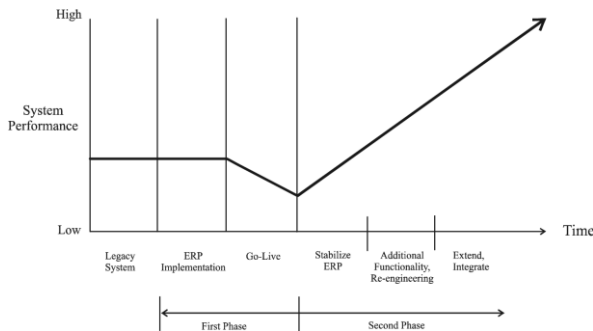 High
System
Performance
Low
Time
Legacy
System
ERP
Implementation
Go-Live
Stabilize
ERP
Additional
Functionality,
Re-engineering
Extend,
Integrate
First Phase
Second Phase